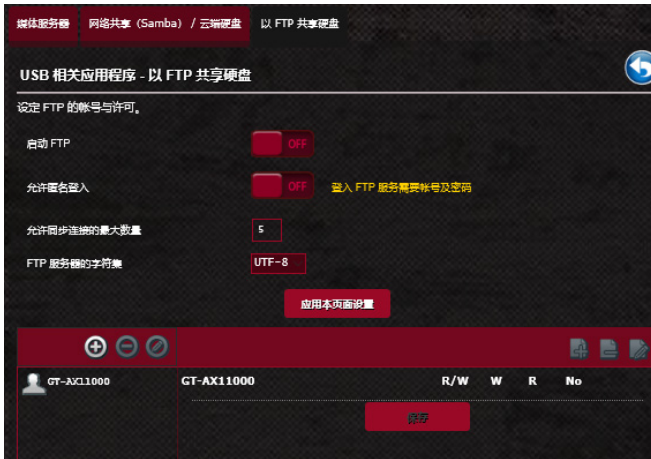 媒体服务器 网络共享 (Samba) / 云端硬盘 以 FTP 共享硬盘
USB 相关应用程序 - 以 FTP 共享硬盘
设定 FTP 的帐号与许可。
启动 FTP OFF
允许匿名登入 OFF 登入 FTP 服务需要帐号及密码
允许同步连接的最大数量 5
FTP 服务器的字符集 UTF-8
应用本页面设置
GT-AX11000 GT-AX11000 R/W W R No
保存